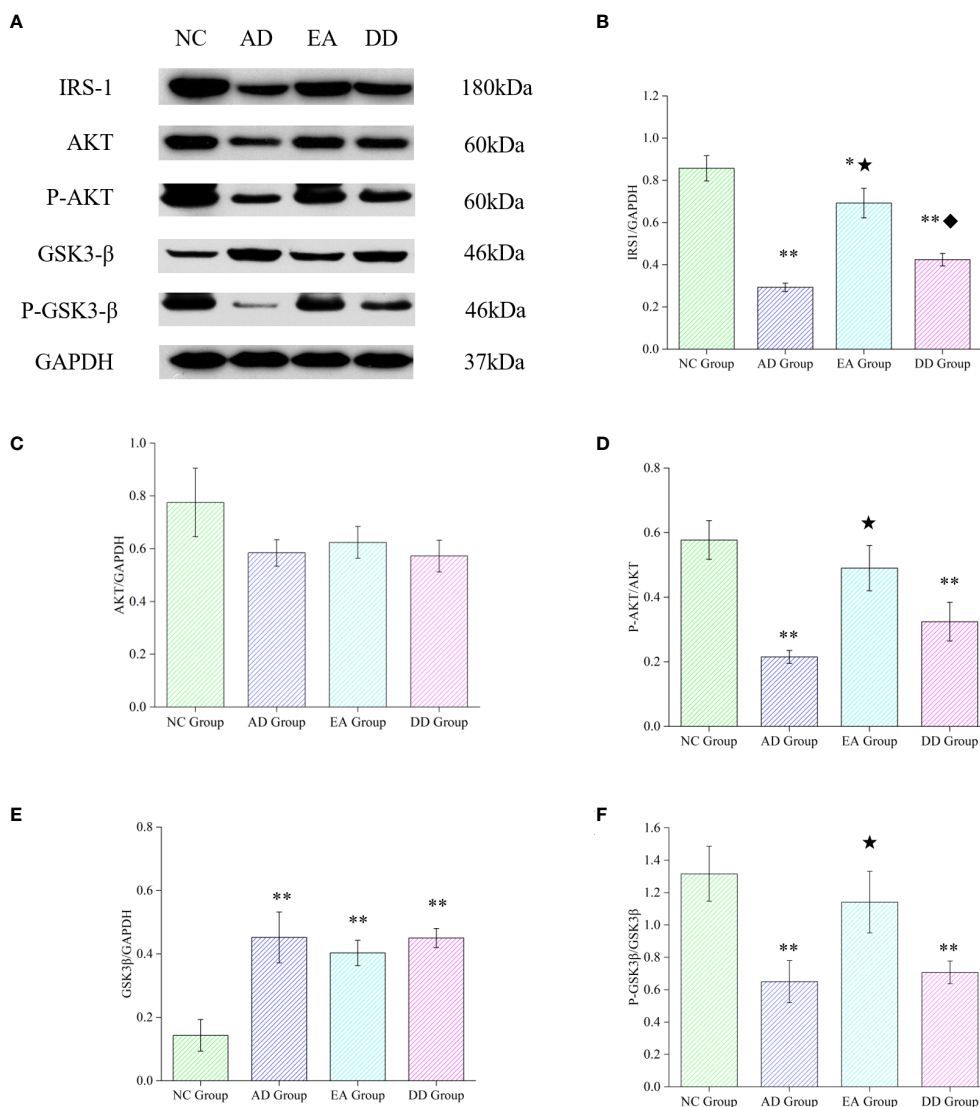 A
NC AD EA DD
IRS-1 180kDa
AKT 60kDa
P-AKT 60kDa
GSK3-β 46kDa
P-GSK3-β 46kDa
GAPDH 37kDa
B
IRS1/GAPDH
1.2
1.0
0.8
0.6
0.4
0.2
0.0
**
* ★
** ◆
NC Group AD Group EA Group DD Group
C
AKT/GAPDH
1.0
0.8
0.6
0.4
0.2
0.0
NC Group AD Group EA Group DD Group
D
P-AKT/AKT
0.8
0.6
0.4
0.2
0.0
**
★
**
NC Group AD Group EA Group DD Group
E
GSK3β/GAPDH
0.8
0.6
0.4
0.2
0.0
**
**
**
NC Group AD Group EA Group DD Group
F
P-GSK3β/GSK3β
1.6
1.4
1.2
1.0
0.8
0.6
0.4
0.2
0.0
**
★
**
NC Group AD Group EA Group DD Group